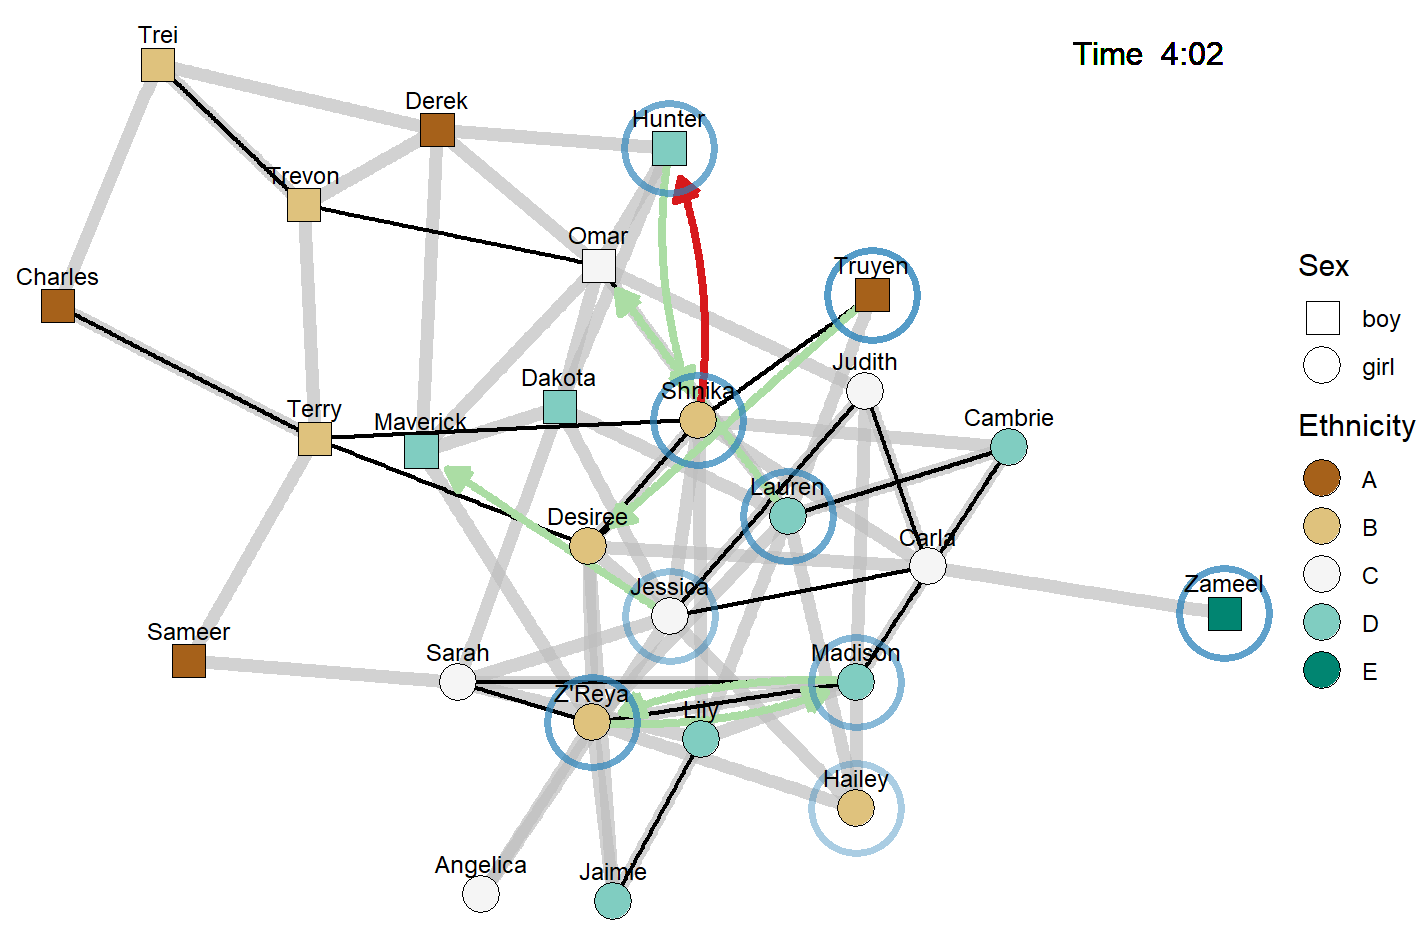 Trei
Time 4:02
Derek
Hunter
Trevon
Omar
Truyen
Charles
Judith
Dakota
Shnika
Terry
Maverick
Cambrie
Lauren
Desiree
Carla
Jessica
Zameel
Sameer
Sarah
Madison
Z'Reya
Lily
Hailey
Angelica
Jaimie
Sex
boy
girl
Ethnicity
A
B
C
D
E